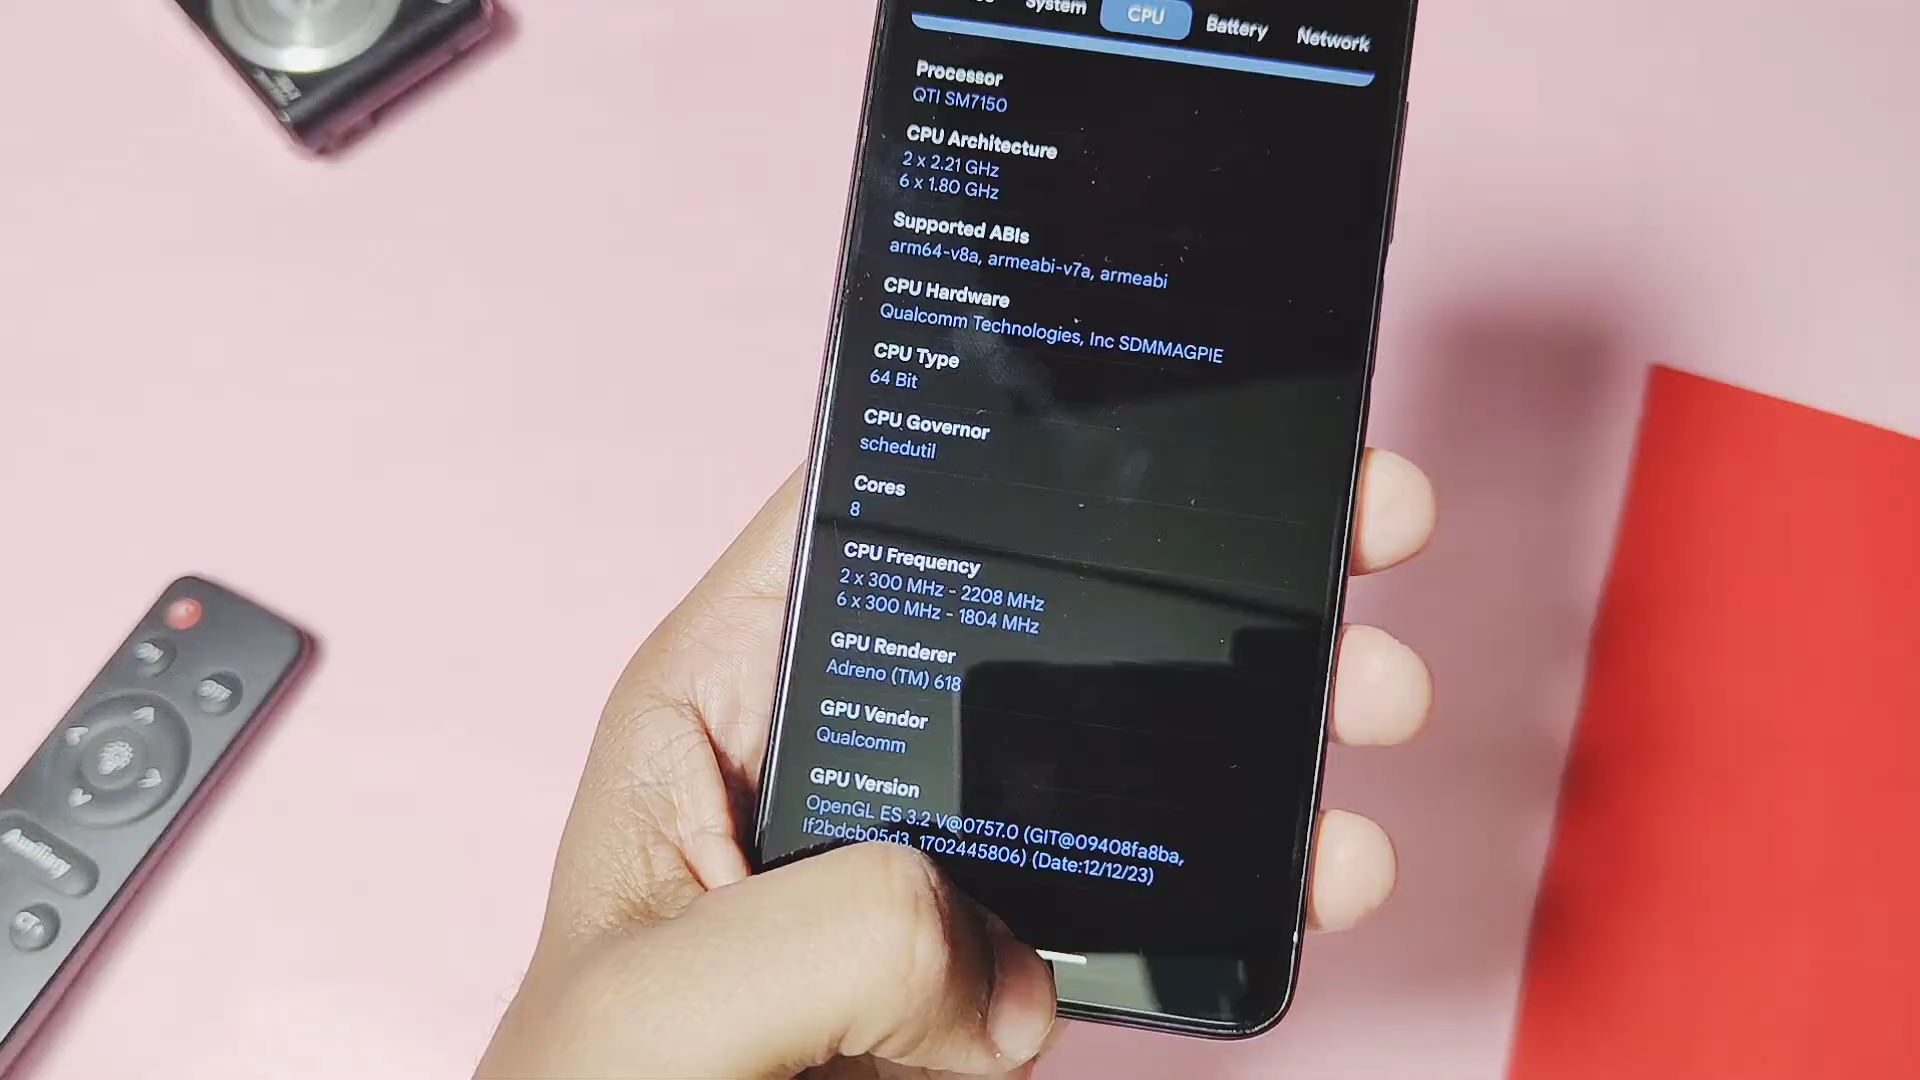 System CPU Battery Network
Processor
QTI SM7150
CPU Architecture
2 x 2.21 GHz
6 x 1.80 GHz
Supported ABIs
arm64-v8a, armeabi-v7a, armeabi
CPU Hardware
Qualcomm Technologies, Inc SDMMAGPIE
CPU Type
64 Bit
CPU Governor
schedutil
Cores
8
CPU Frequency
2 x 300 MHz - 2208 MHz
6 x 300 MHz - 1804 MHz
GPU Renderer
Adreno (TM) 618
GPU Vendor
Qualcomm
GPU Version
OpenGL ES 3.2 V@0757.0 (GIT@09408fa8ba,
If2bdcb05d3, 1702445806) (Date:12/12/23)
ON
OFF
Auxiliary